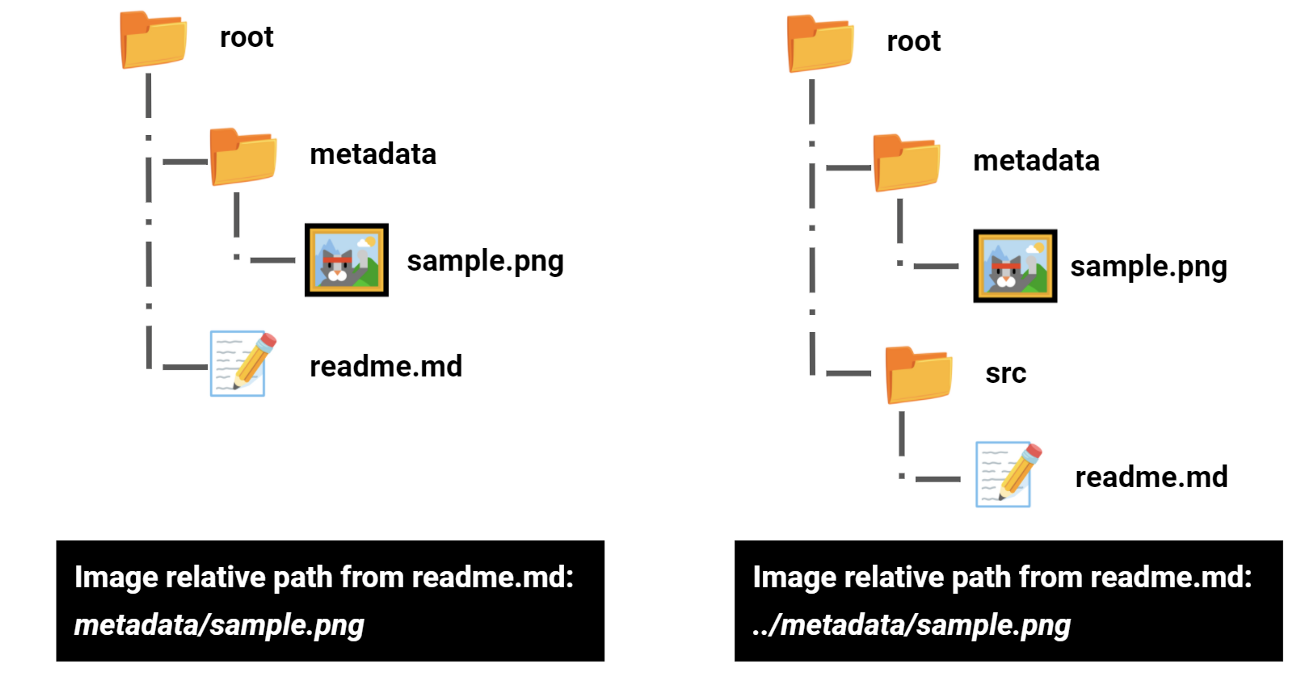 root
metadata
sample.png
readme.md
Image relative path from readme.md:
metadata/sample.png
root
metadata
sample.png
src
readme.md
Image relative path from readme.md:
../metadata/sample.png